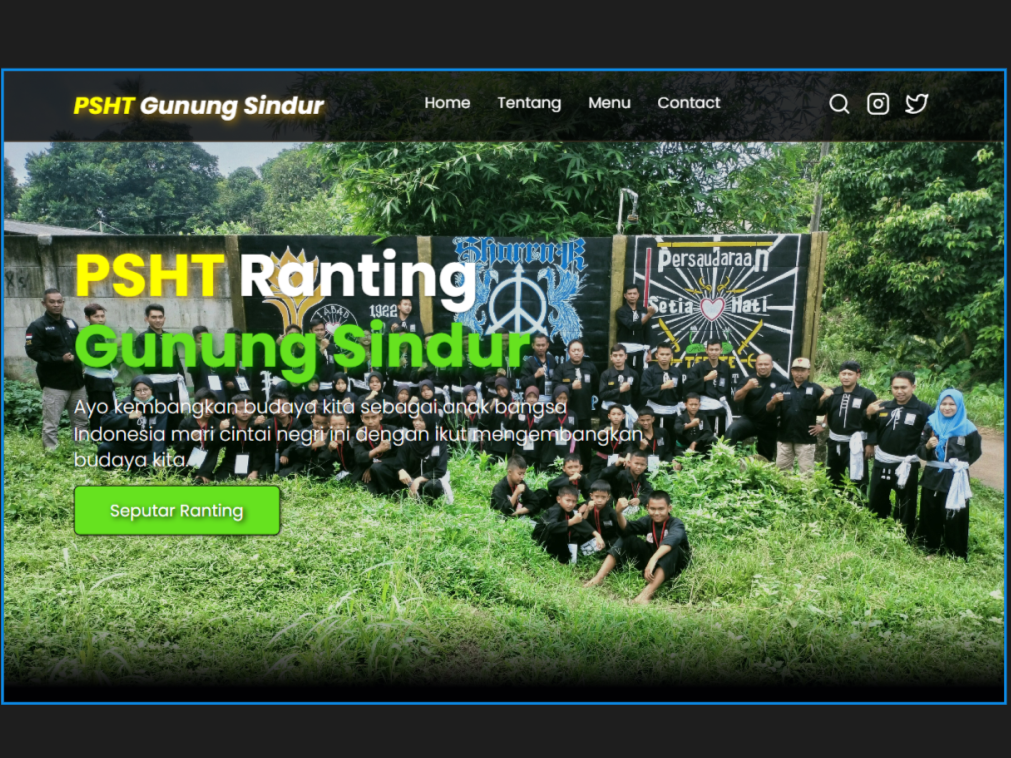 PSHT Gunung Sindur
Home Tentang Menu Contact
PSHT Ranting
Gunung Sindur
Ayo kembangkan budaya kita sebagai anak bangsa
Indonesia mari cintai negri ini dengan ikut mengembangkan
budaya kita.
Seputar Ranting
1922
Persaudaraan
Setia Hati